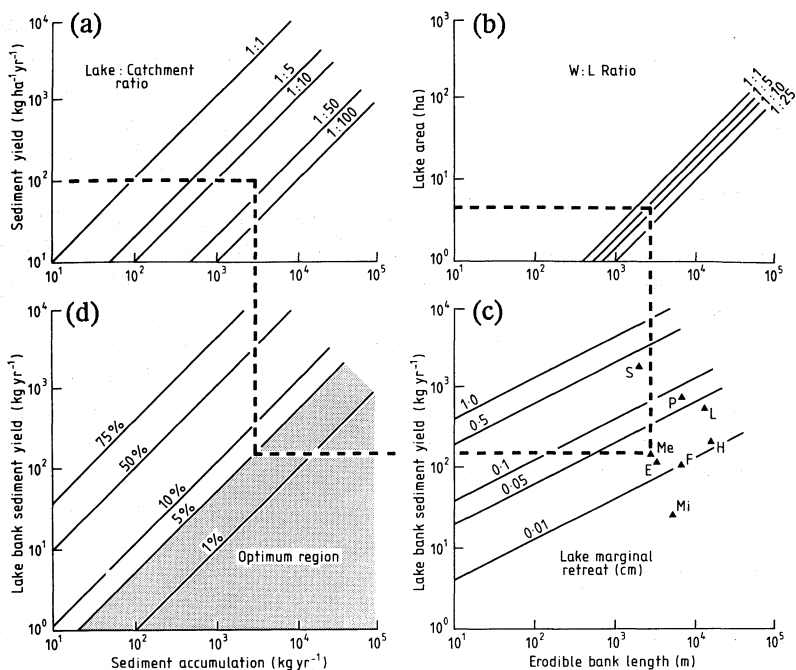 (a)
Lake : Catchment
ratio
1:1
1:5
1:10
1:50
1:100
Sediment yield (kg ha⁻¹yr⁻¹)
10⁴
10³
10²
10¹
10¹
10²
10³
10⁴
10⁵
(b)
W:L Ratio
1:1
1:5
1:10
1:25
Lake area (ha)
10³
10²
10¹
10⁰
10¹
10²
10³
10⁴
10⁵
(d)
75%
50%
10%
5%
1%
Optimum region
Lake bank sediment yield (kg yr⁻¹)
10⁴
10³
10²
10¹
10⁰
10¹
10²
10³
10⁴
10⁵
Sediment accumulation (kg yr⁻¹)
(c)
1·0
0·5
0·1
0·05
0·01
S
P
L
Me
H
E
F
Mi
Lake marginal
retreat (cm)
Lake bank sediment yield (kg yr⁻¹)
10⁴
10³
10²
10¹
10⁰
10¹
10²
10³
10⁴
10⁵
Erodible bank length (m)